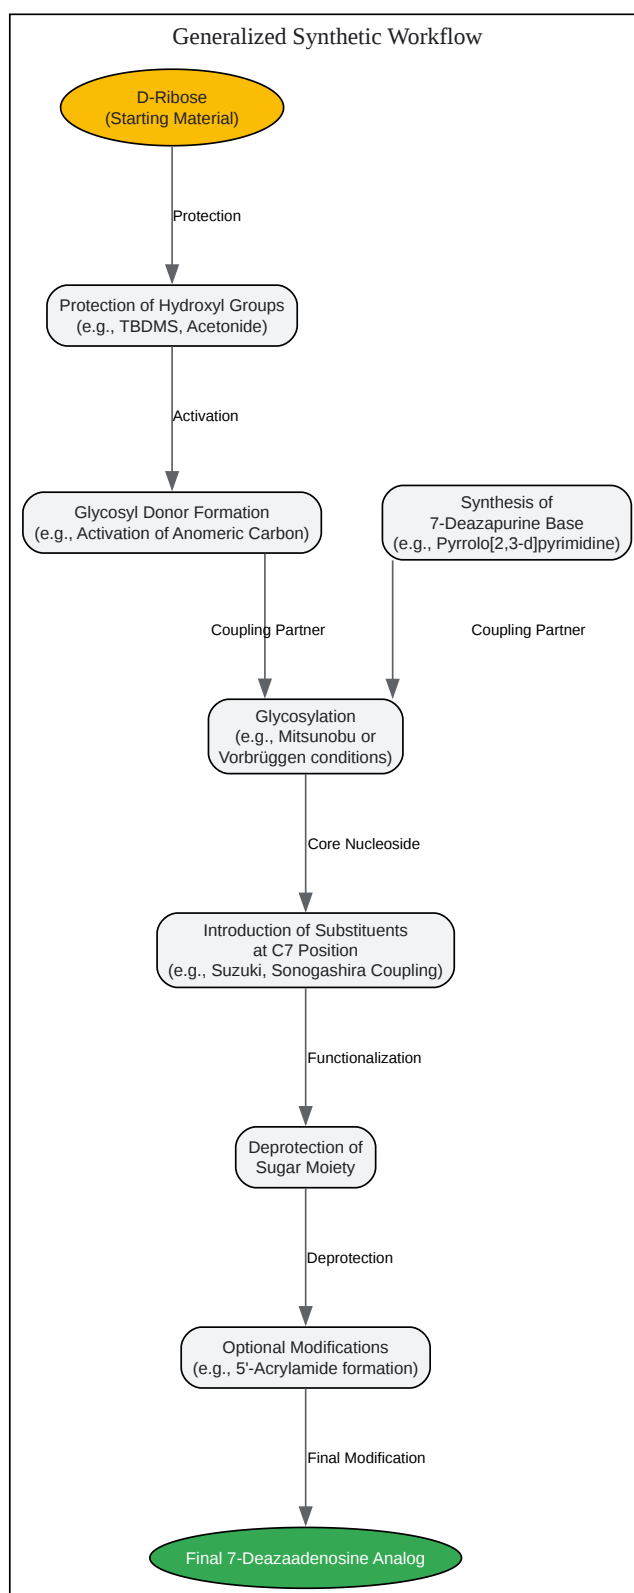 Generalized Synthetic Workflow
D-Ribose
(Starting Material)
Protection
Protection of Hydroxyl Groups
(e.g., TBDMS, Acetonide)
Activation
Glycosyl Donor Formation
(e.g., Activation of Anomeric Carbon)
Synthesis of
7-Deazapurine Base
(e.g., Pyrrolo[2,3-d]pyrimidine)
Coupling Partner
Coupling Partner
Glycosylation
(e.g., Mitsunobu or
Vorbrüggen conditions)
Core Nucleoside
Introduction of Substituents
at C7 Position
(e.g., Suzuki, Sonogashira Coupling)
Functionalization
Deprotection of
Sugar Moiety
Deprotection
Optional Modifications
(e.g., 5'-Acrylamide formation)
Final Modification
Final 7-Deazaadenosine Analog